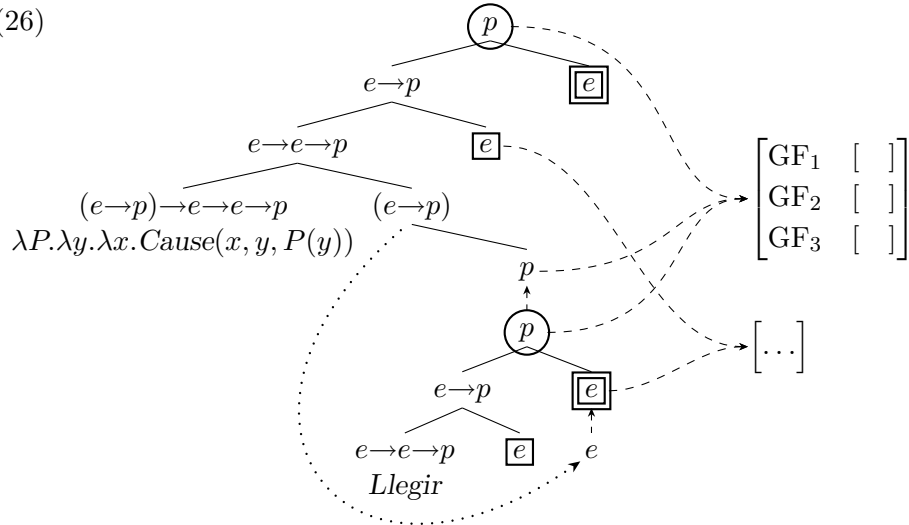 (26)
p
e→p
e
e→e→p
e
(e→p)→e→e→p
(e→p)
λP.λy.λx.Cause(x, y, P(y))
p
p
e→p
e
e→e→p
e
e
Llegir
GF₁ [ ]
GF₂ [ ]
GF₃ [ ]
[...]